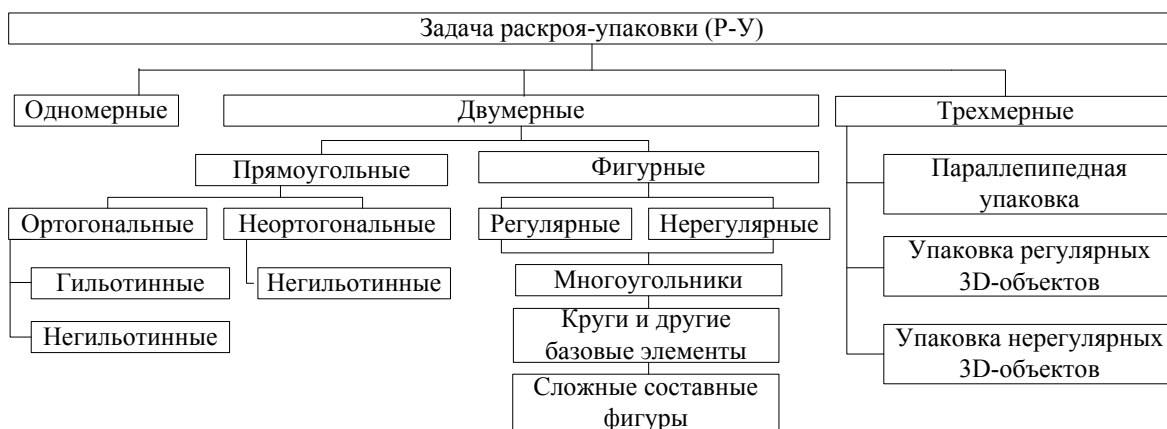 Задача раскроя-упаковки (Р-У)
Одномерные
Двумерные
Трехмерные
Прямоугольные
Фигурные
Параллепипедная
упаковка
Ортогональные
Неортогональные
Регулярные
Нерегулярные
Гильотинные
Негильотинные
Многоугольники
Упаковка регулярных
3D-объектов
Негильотинные
Круги и другие
базовые элементы
Упаковка нерегулярных
3D-объектов
Сложные составные
фигуры